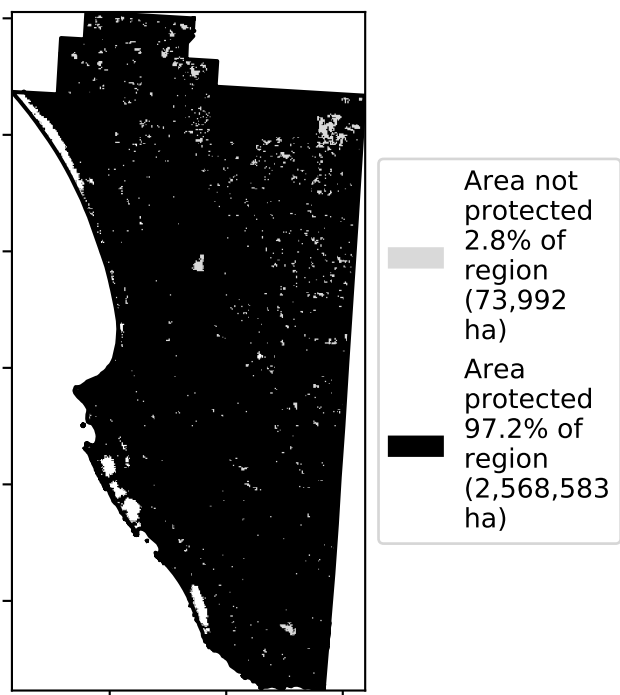 Area not
protected
2.8% of
region
(73,992
ha)
Area
protected
97.2% of
region
(2,568,583
ha)